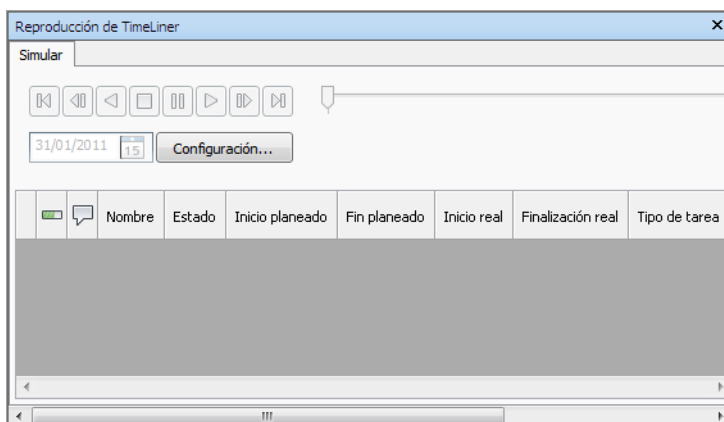 Reproducción de TimeLiner
Simular
31/01/2011 15 Configuración...
Nombre Estado Inicio planeado Fin planeado Inicio real Finalización real Tipo de tarea